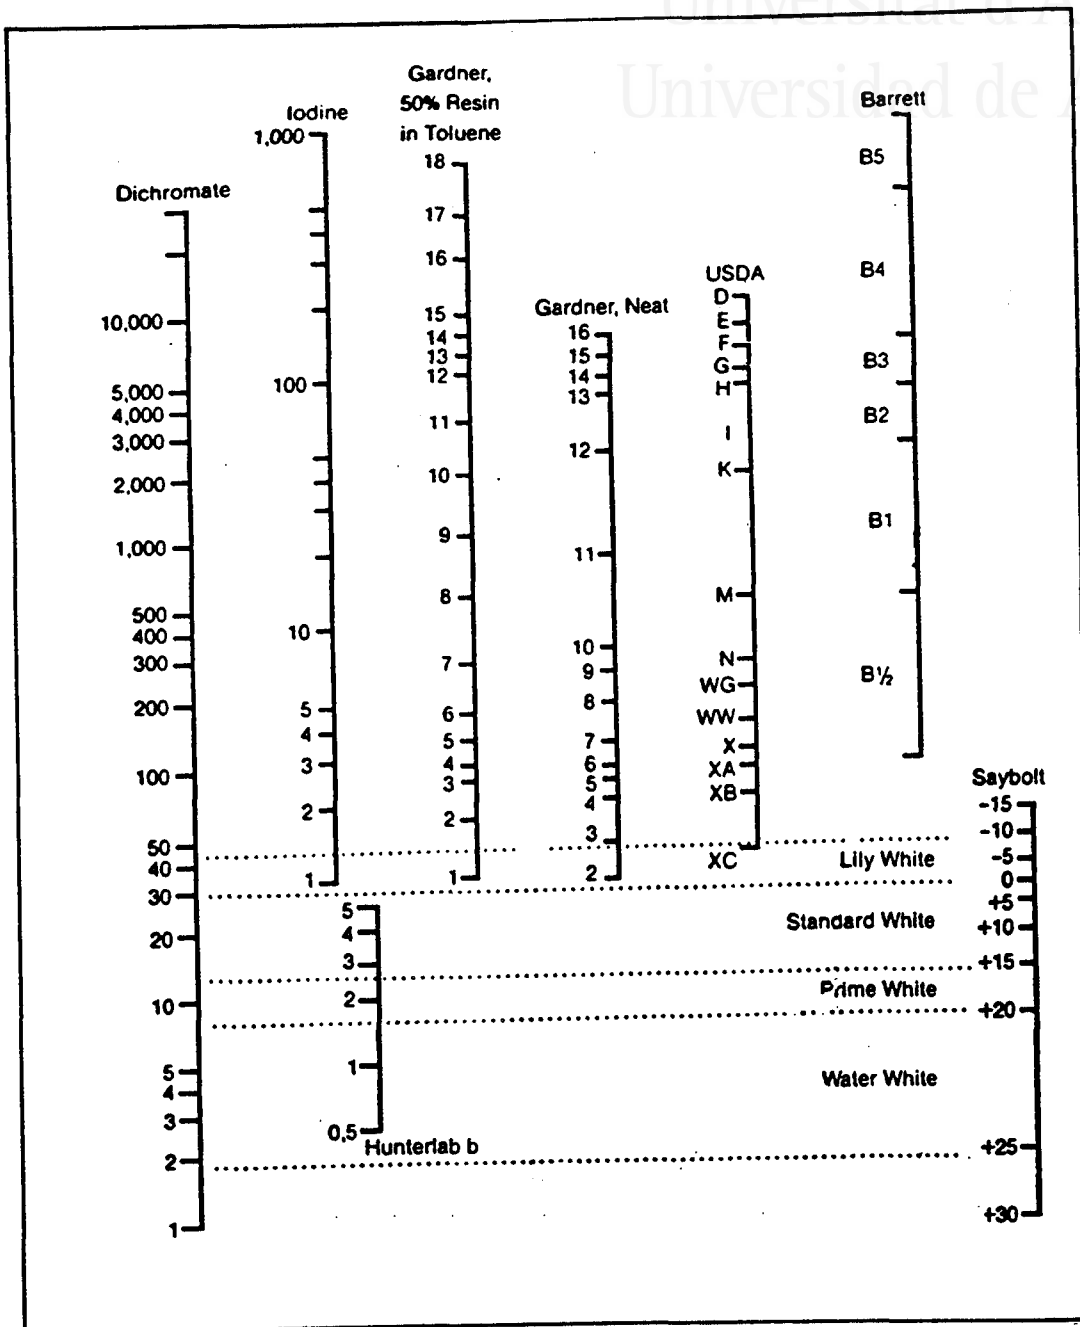 Universitat d'A
Universidad de A
Dichromate
10,000
5,000
4,000
3,000
2,000
1,000
500
400
300
200
100
50
40
30
20
10
5
4
3
2
1
Iodine
1,000
100
10
5
4
3
2
1
Gardner,
50% Resin
in Toluene
18
17
16
15
14
13
12
11
10
9
8
7
6
5
4
3
2
1
Gardner, Neat
16
15
14
13
12
11
10
9
8
7
6
5
4
3
2
USDA
D
E
F
G
H
I
K
M
N
WG
WW
X
XA
XB
XC
Barrett
B5
B4
B3
B2
B1
B½
Saybolt
-15
-10
-5
0
+5
+10
+15
+20
+25
+30
Lily White
Standard White
Prime White
Water White
5
4
3
2
1
0,5
Hunterlab b